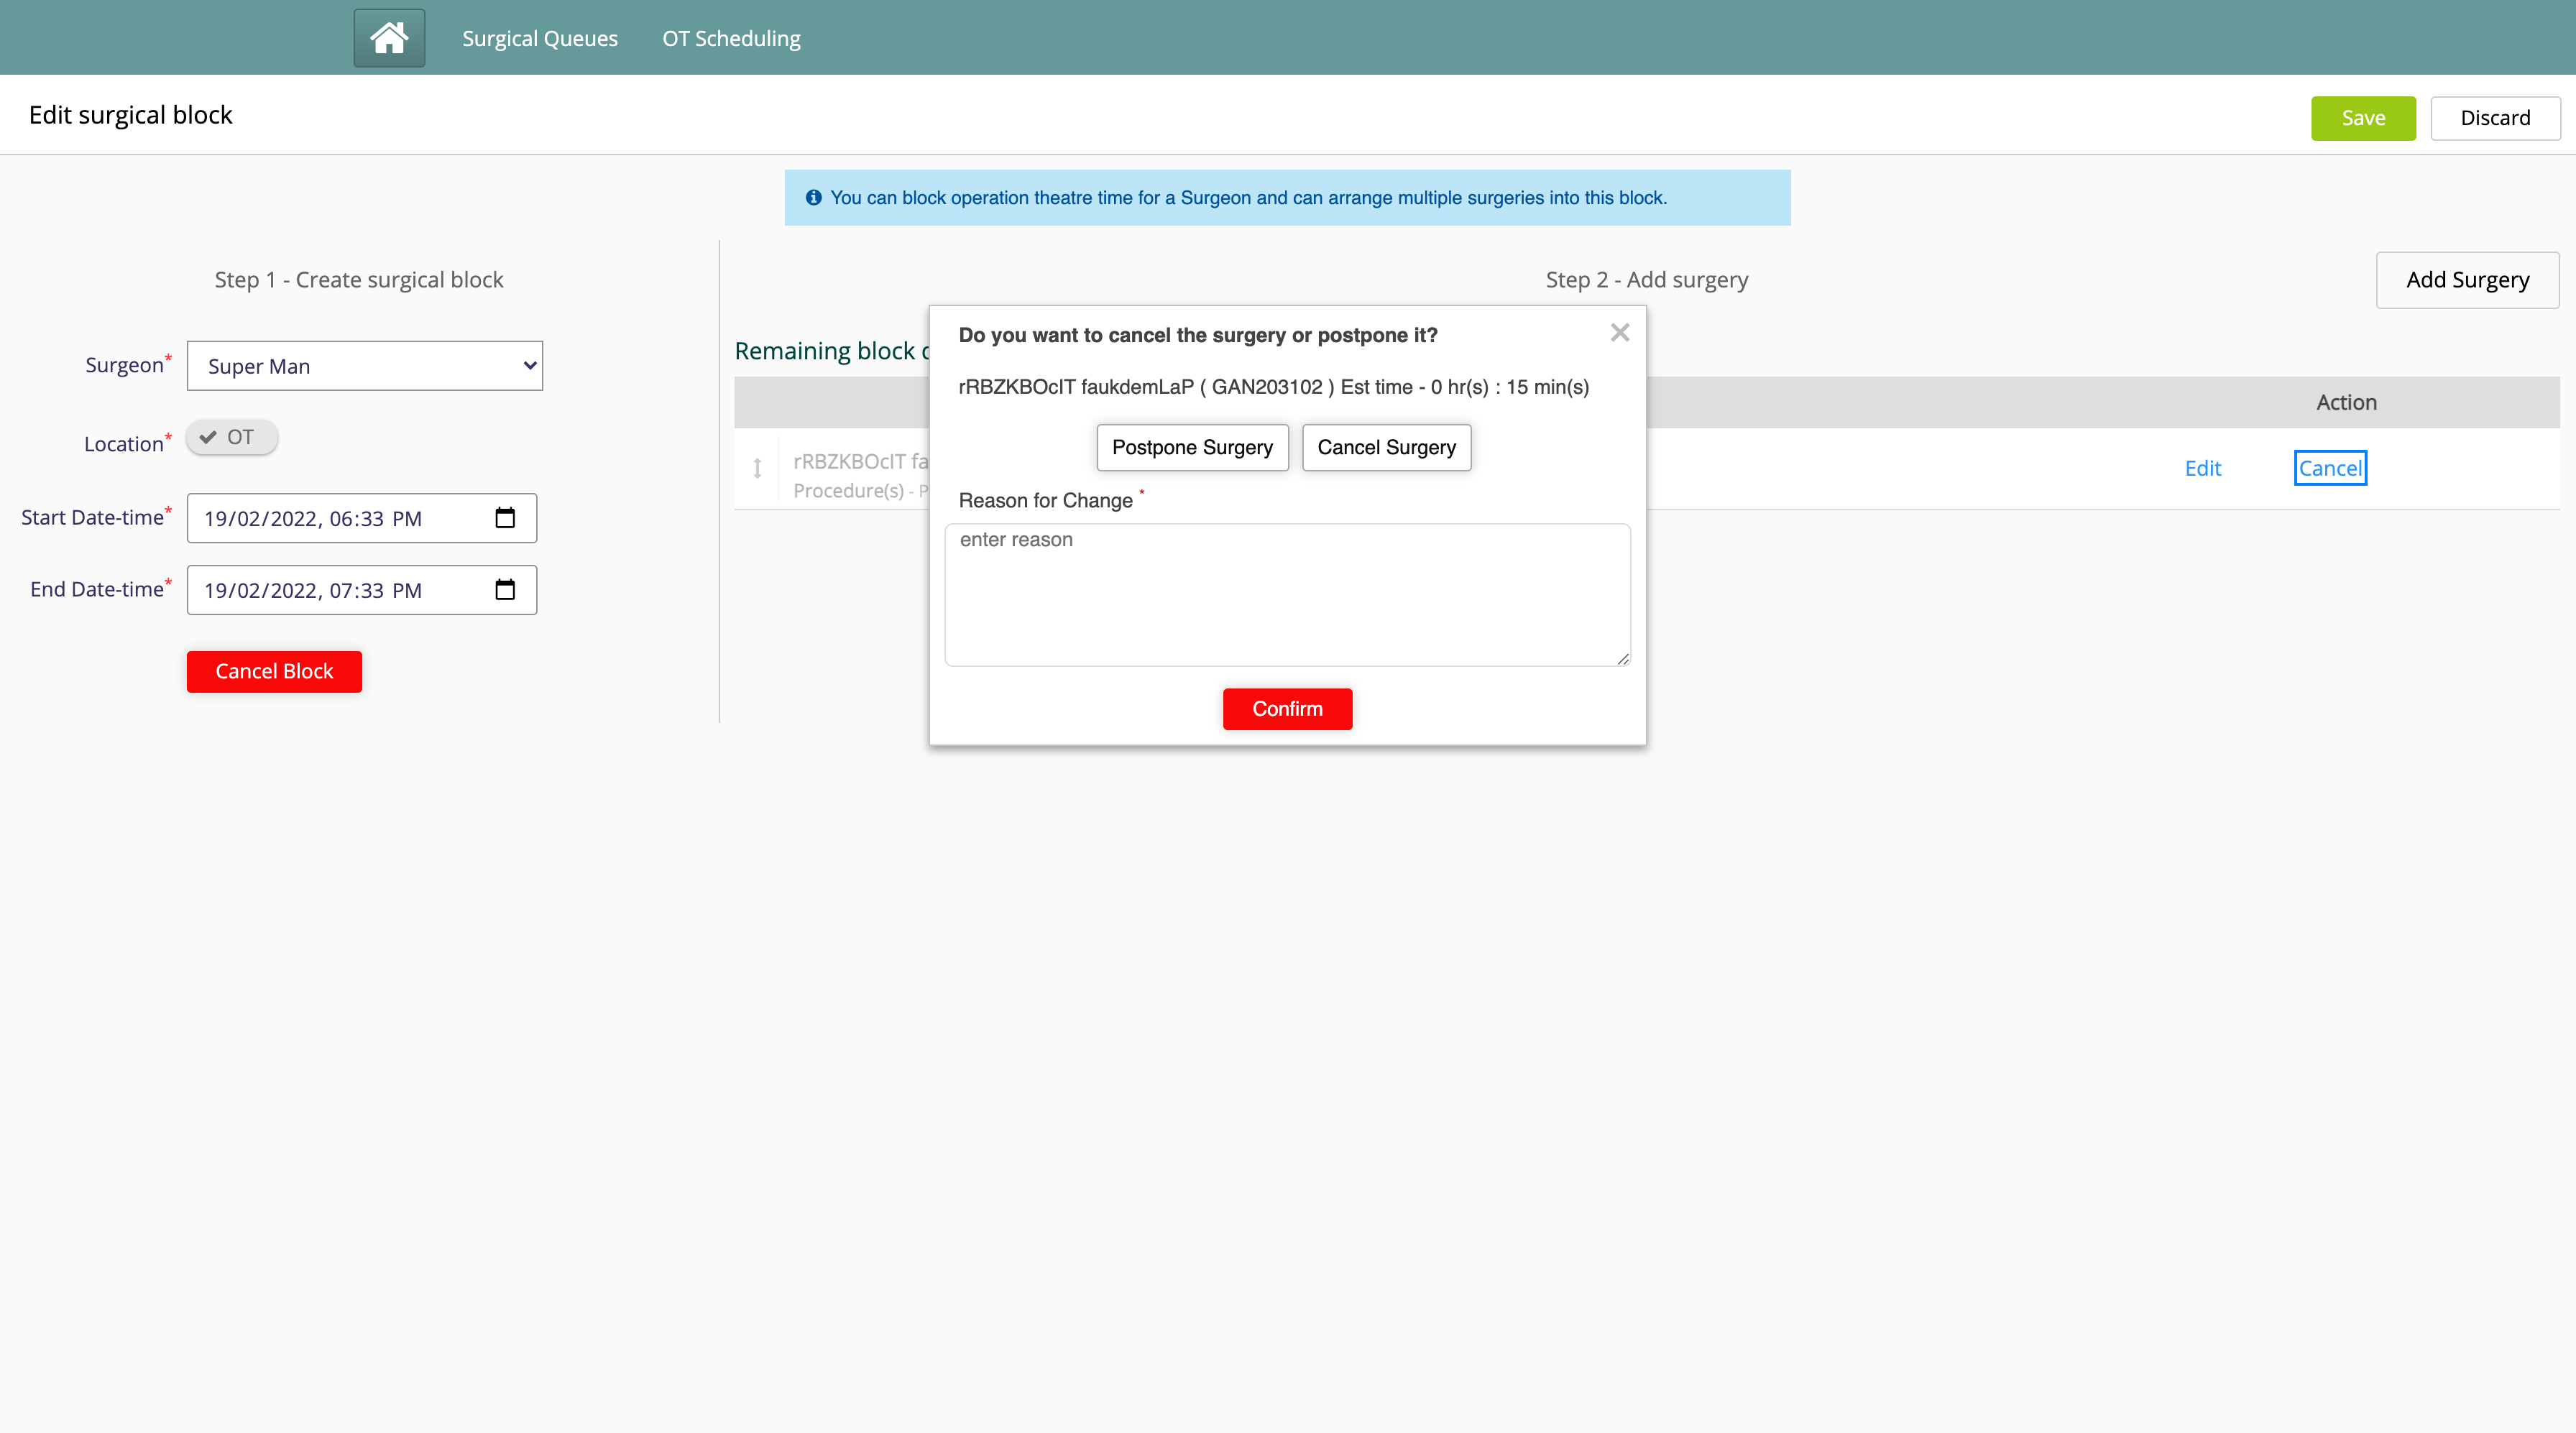 Surgical Queues OT Scheduling
Edit surgical block
Save Discard
You can block operation theatre time for a Surgeon and can arrange multiple surgeries into this block.
Step 1 - Create surgical block
Surgeon* Super Man
Location* OT
Start Date-time* 19/02/2022, 06:33 PM
End Date-time* 19/02/2022, 07:33 PM
Cancel Block
Step 2 - Add surgery
Add Surgery
Remaining block
Action
rRBZKBOcIT fa
Procedure(s) - P
Edit Cancel
Do you want to cancel the surgery or postpone it?
rRBZKBOcIT faukdemLaP ( GAN203102 ) Est time - 0 hr(s) : 15 min(s)
Postpone Surgery Cancel Surgery
Reason for Change *
enter reason
Confirm